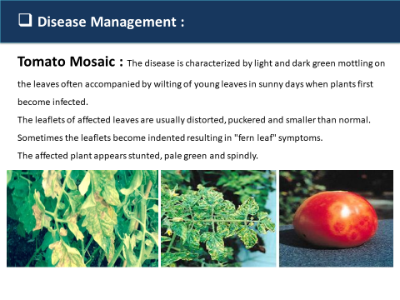 ❑ Disease Management :
Tomato Mosaic : The disease is characterized by light and dark green mottling on
the leaves often accompanied by wilting of young leaves in sunny days when plants first
become infected.
The leaflets of affected leaves are usually distorted, puckered and smaller than normal.
Sometimes the leaflets become indented resulting in "fern leaf" symptoms.
The affected plant appears stunted, pale green and spindly.